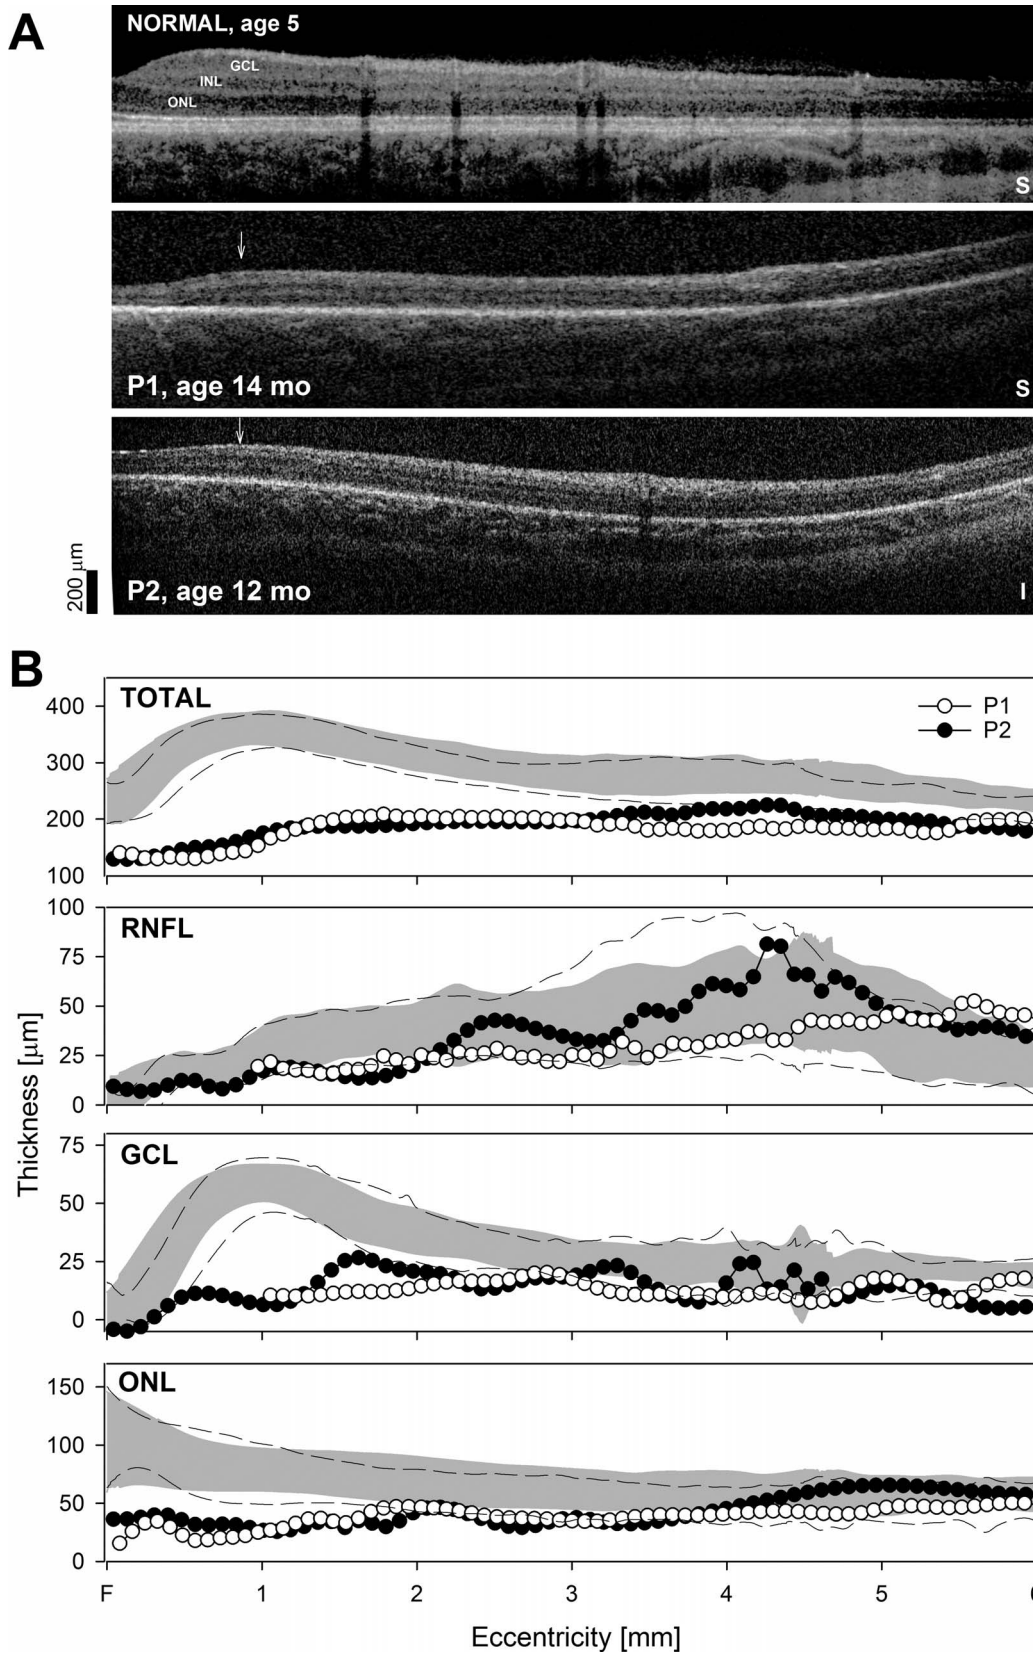 A
NORMAL, age 5
GCL
INL
ONL
S
P1, age 14 mo
S
P2, age 12 mo
I
200 µm
B
TOTAL
P1
P2
400
300
200
100
RNFL
100
75
50
25
0
GCL
75
50
25
0
ONL
150
100
50
0
Thickness [µm]
F 1 2 3 4 5
Eccentricity [mm]